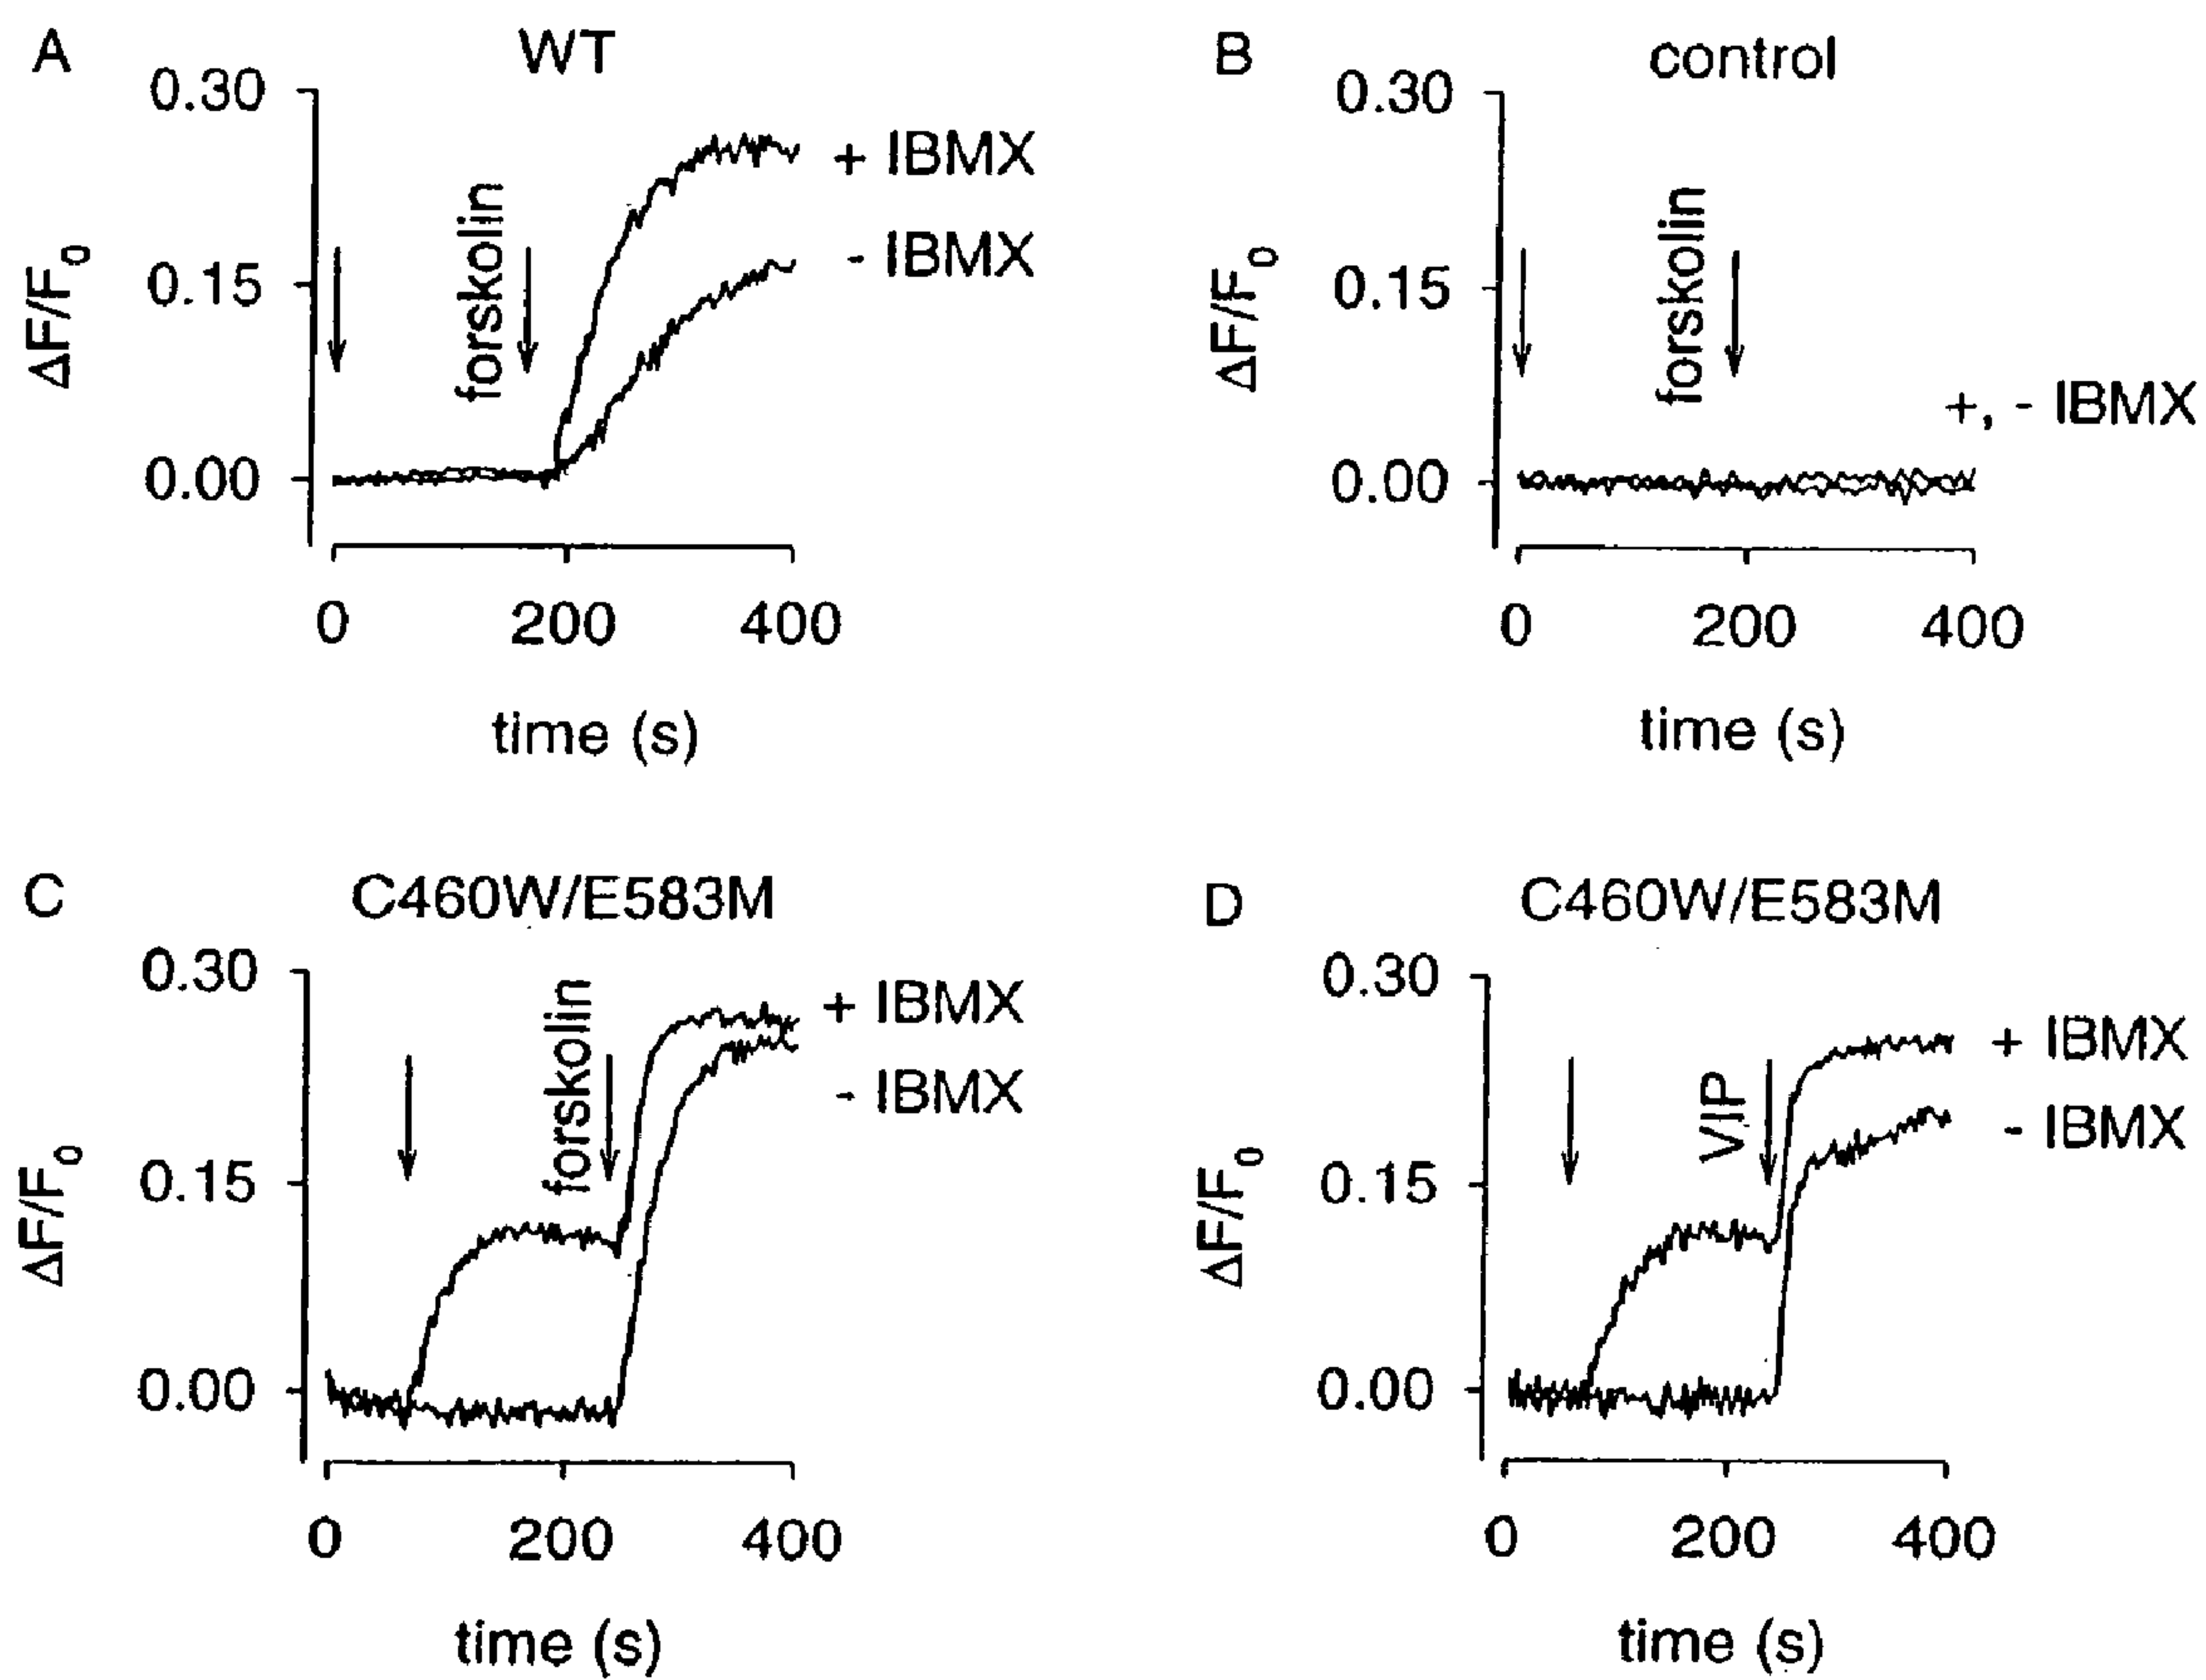 A
WT
0.30
0.15
0.00
ΔF/F0
forskolin
+ IBMX
- IBMX
0
200
400
time (s)
B
control
0.30
0.15
0.00
ΔF/F0
forskolin
+, - IBMX
0
200
400
time (s)
C
C460W/E583M
0.30
0.15
0.00
ΔF/F0
forskolin
+ IBMX
- IBMX
0
200
400
time (s)
D
C460W/E583M
0.30
0.15
0.00
ΔF/F0
VIP
+ IBMX
- IBMX
0
200
400
time (s)